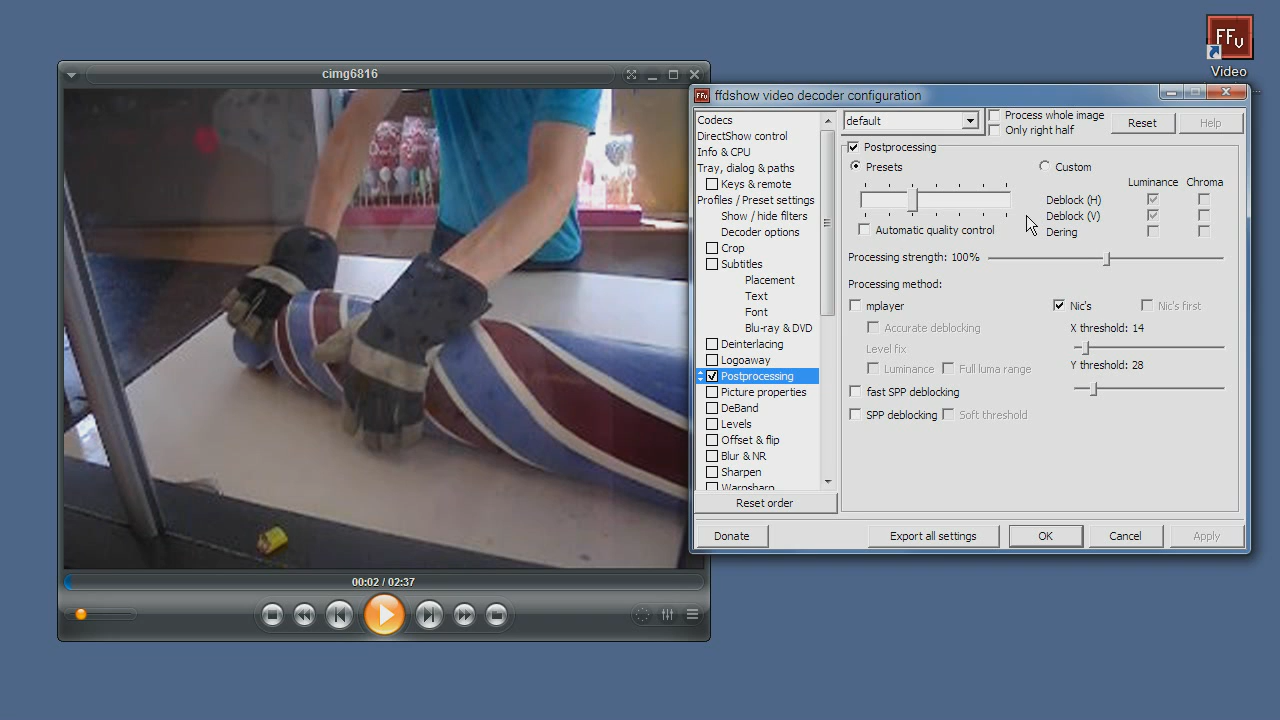 FFv
Video
cimg6816
00:02 / 02:37
FFv
ffdshow video decoder configuration
Codecs
DirectShow control
Info & CPU
Tray, dialog & paths
Keys & remote
Profiles / Preset settings
Show / hide filters
Decoder options
Crop
Subtitles
Placement
Text
Font
Blu-ray & DVD
Deinterlacing
Logoaway
Postprocessing
Picture properties
DeBand
Levels
Offset & flip
Blur & NR
Sharpen
Warpsharp
Reset order
default
Process whole image
Only right half
Reset
Help
Postprocessing
Presets
Custom
Luminance Chroma
Deblock (H)
Deblock (V)
Dering
Automatic quality control
Processing strength: 100%
Processing method:
mplayer
Nic's
Nic's first
Accurate deblocking
X threshold: 14
Level fix
Luminance
Full luma range
Y threshold: 28
fast SPP deblocking
SPP deblocking
Soft threshold
Donate
Export all settings
OK
Cancel
Apply